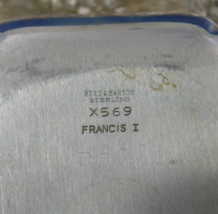 REED & BARTON
STERLING
X569
FRANCIS I